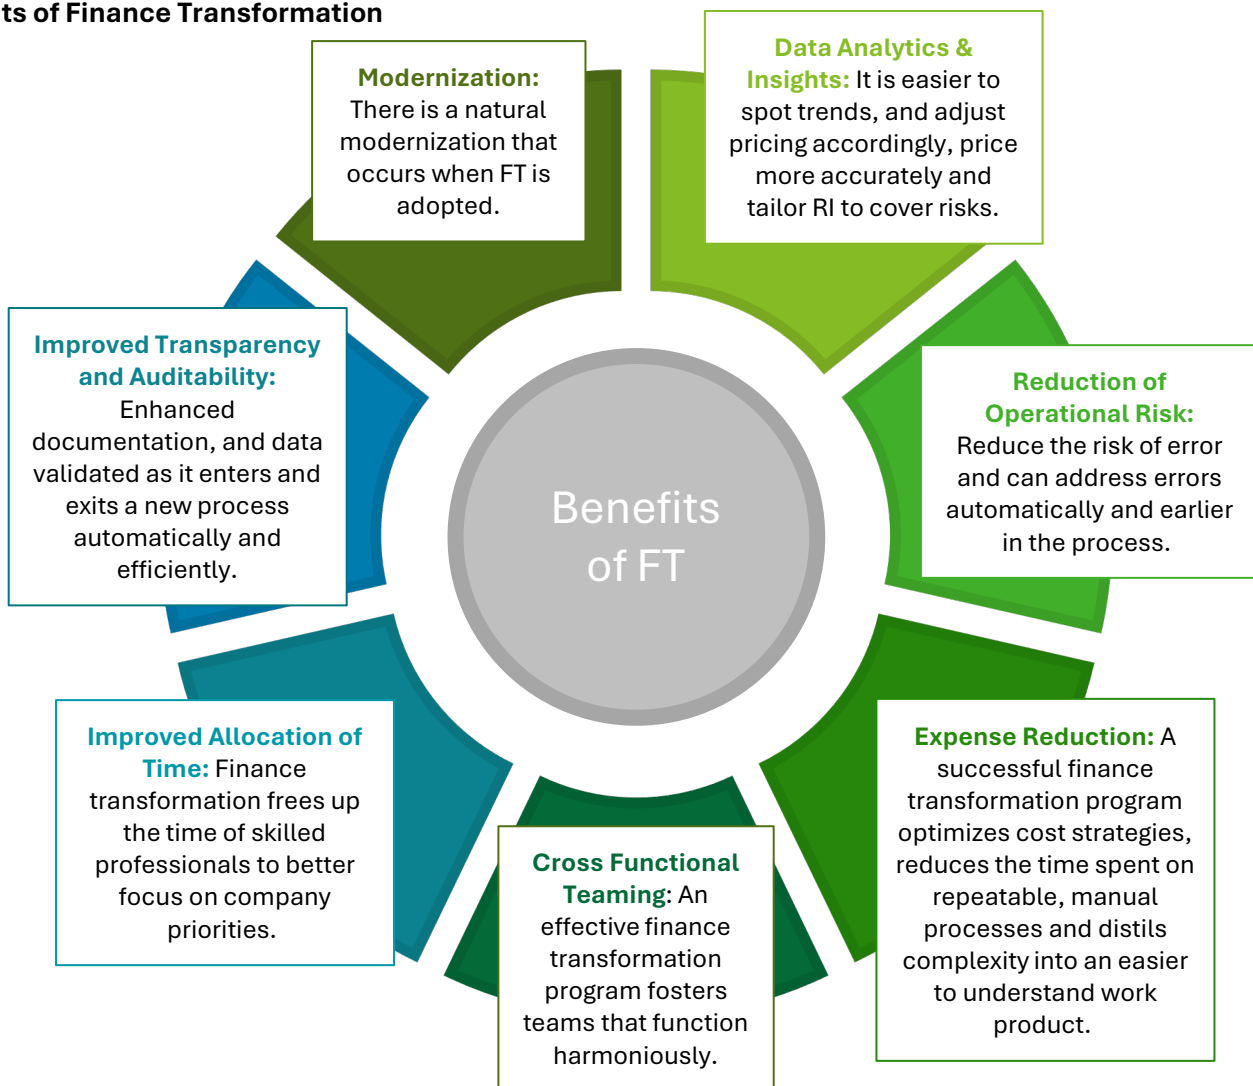 ts of Finance Transformation
Modernization:
There is a natural
modernization that
occurs when FT is
adopted.
Data Analytics &
Insights: It is easier to
spot trends, and adjust
pricing accordingly, price
more accurately and
tailor RI to cover risks.
Improved Transparency
and Auditability:
Enhanced
documentation, and data
validated as it enters and
exits a new process
automatically and
efficiently.
Reduction of
Operational Risk:
Reduce the risk of error
and can address errors
automatically and earlier
in the process.
Benefits
of FT
Improved Allocation of
Time: Finance
transformation frees up
the time of skilled
professionals to better
focus on company
priorities.
Cross Functional
Teaming: An
effective finance
transformation
program fosters
teams that function
harmoniously.
Expense Reduction: A
successful finance
transformation program
optimizes cost strategies,
reduces the time spent on
repeatable, manual
processes and distils
complexity into an easier
to understand work
product.